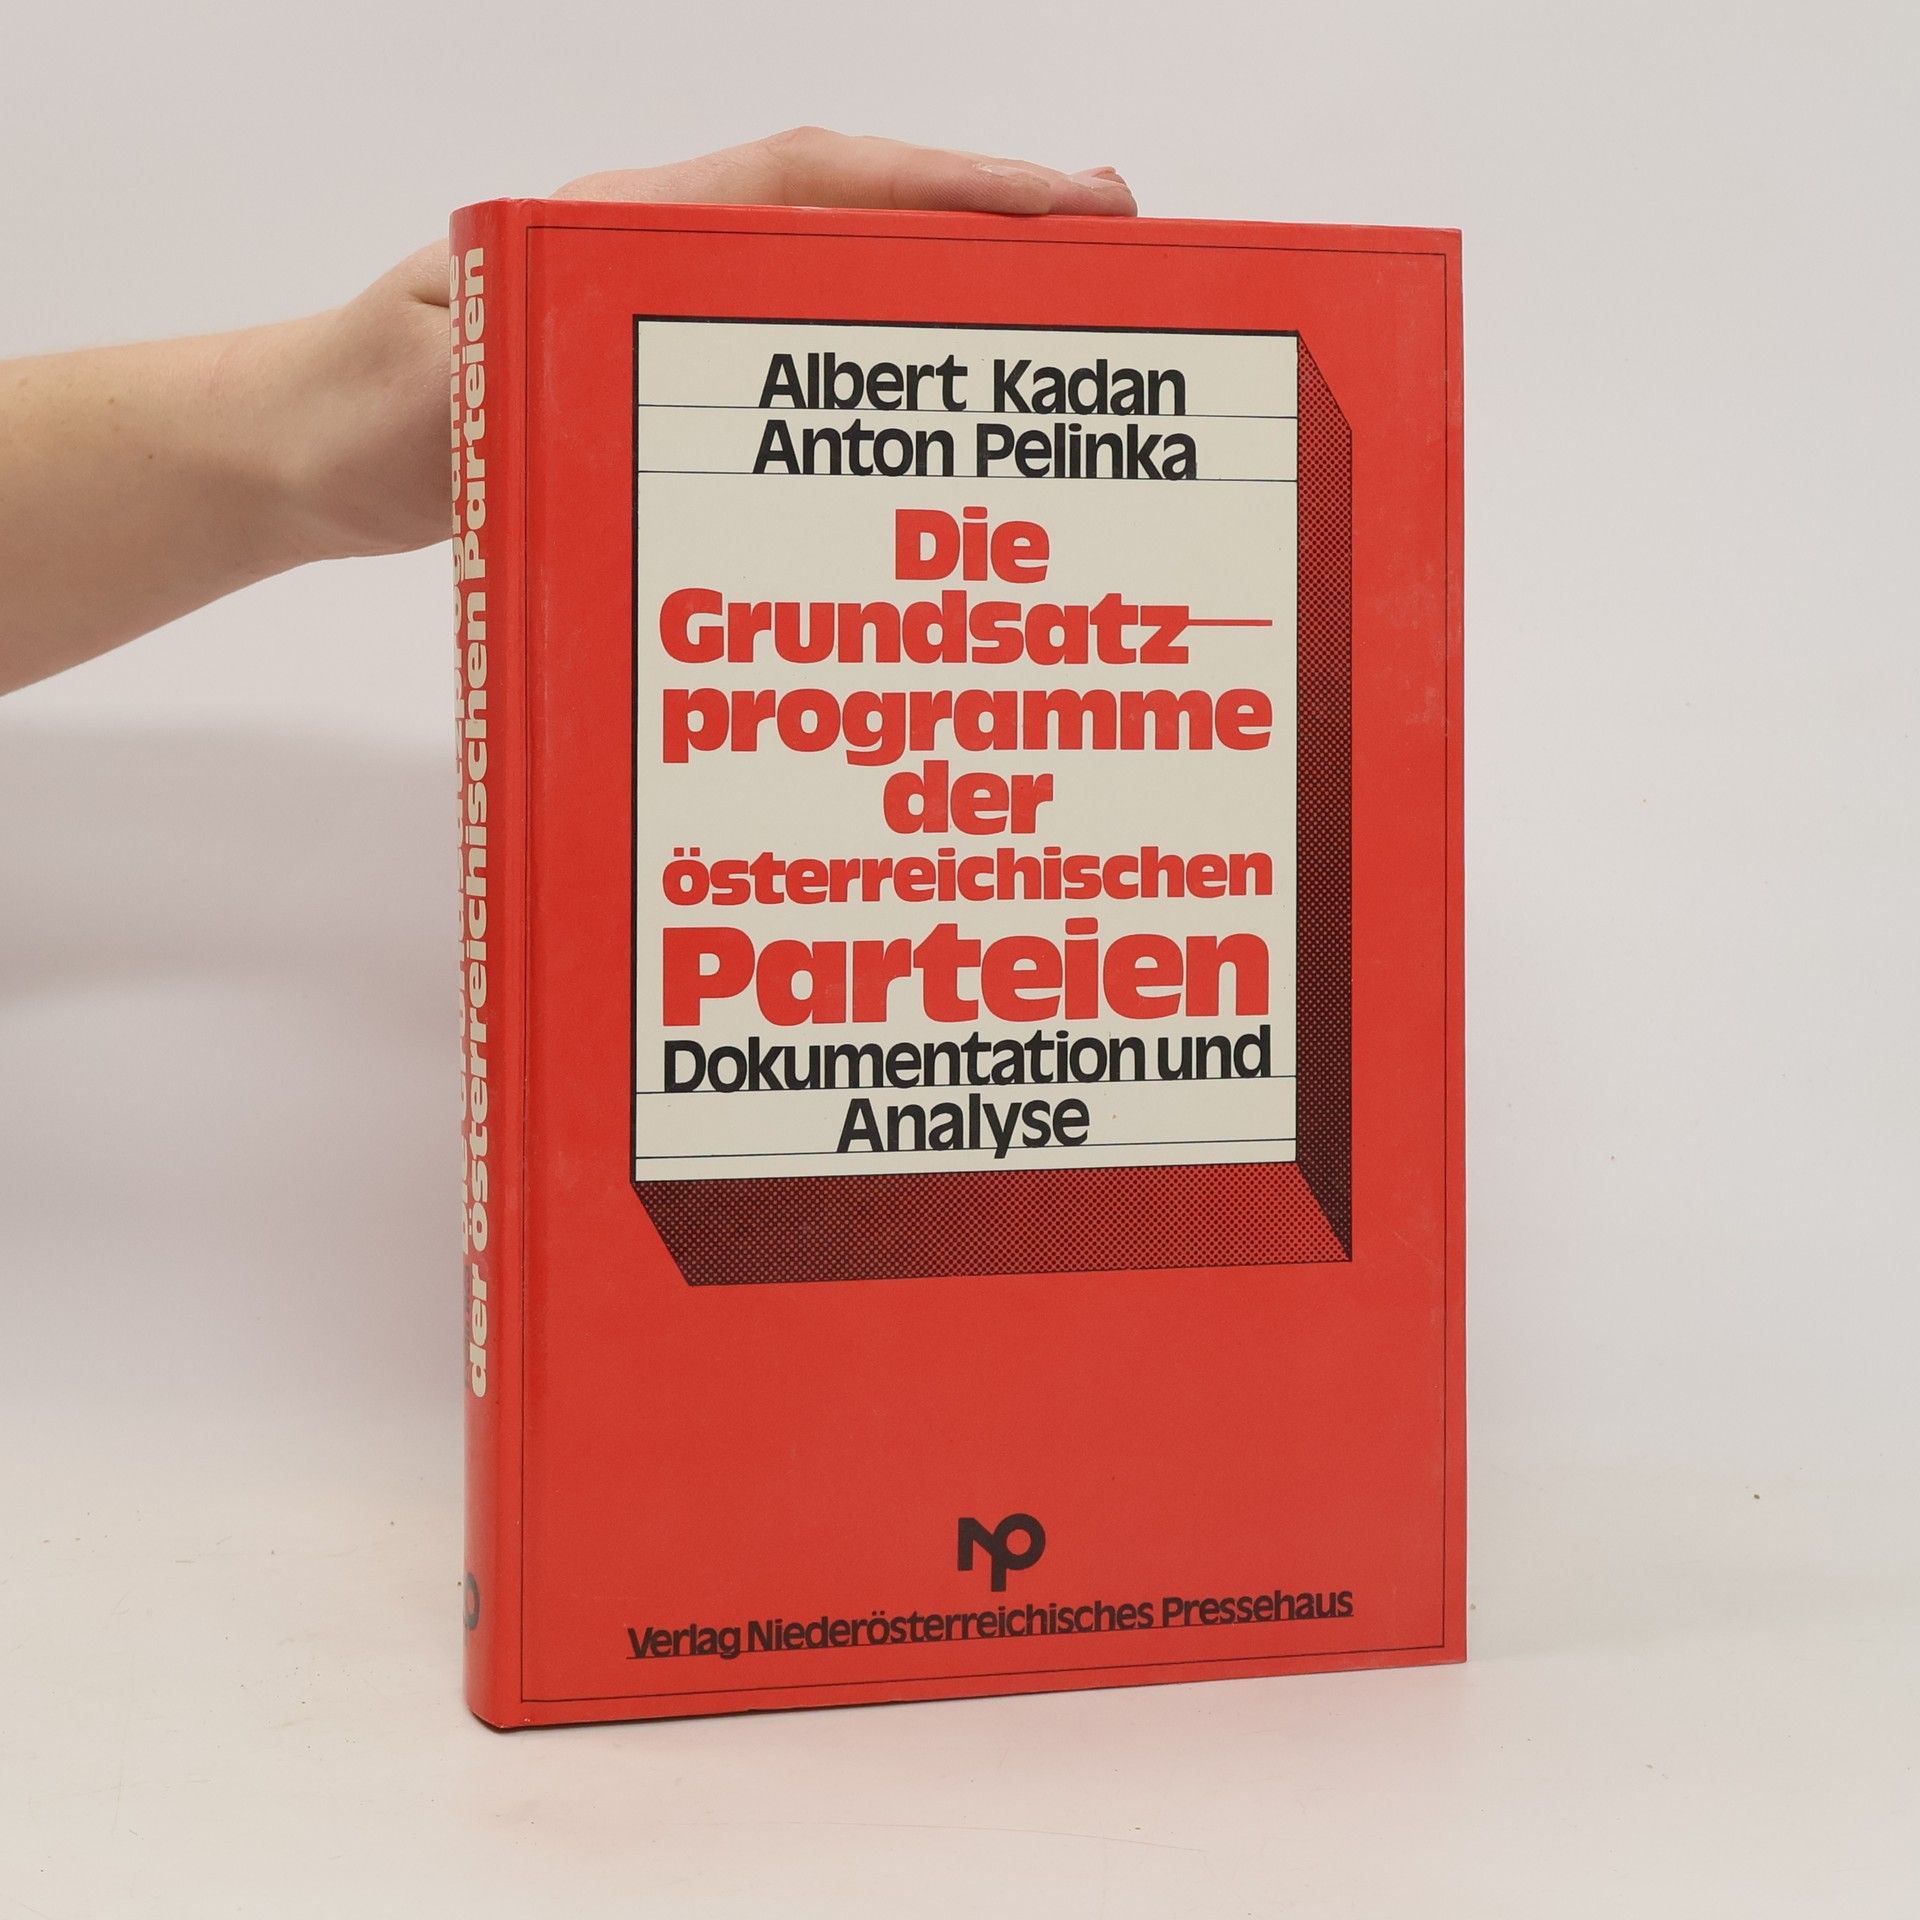 Albert Kadan
Anton Pelinka
Die
Grundsatz-
programme
der
österreichischen
Parteien
Dokumentation und
Analyse
np
Verlag Niederösterreichisches Pressehaus
Die Grundsatzprogramme
der österreichischen Parteien